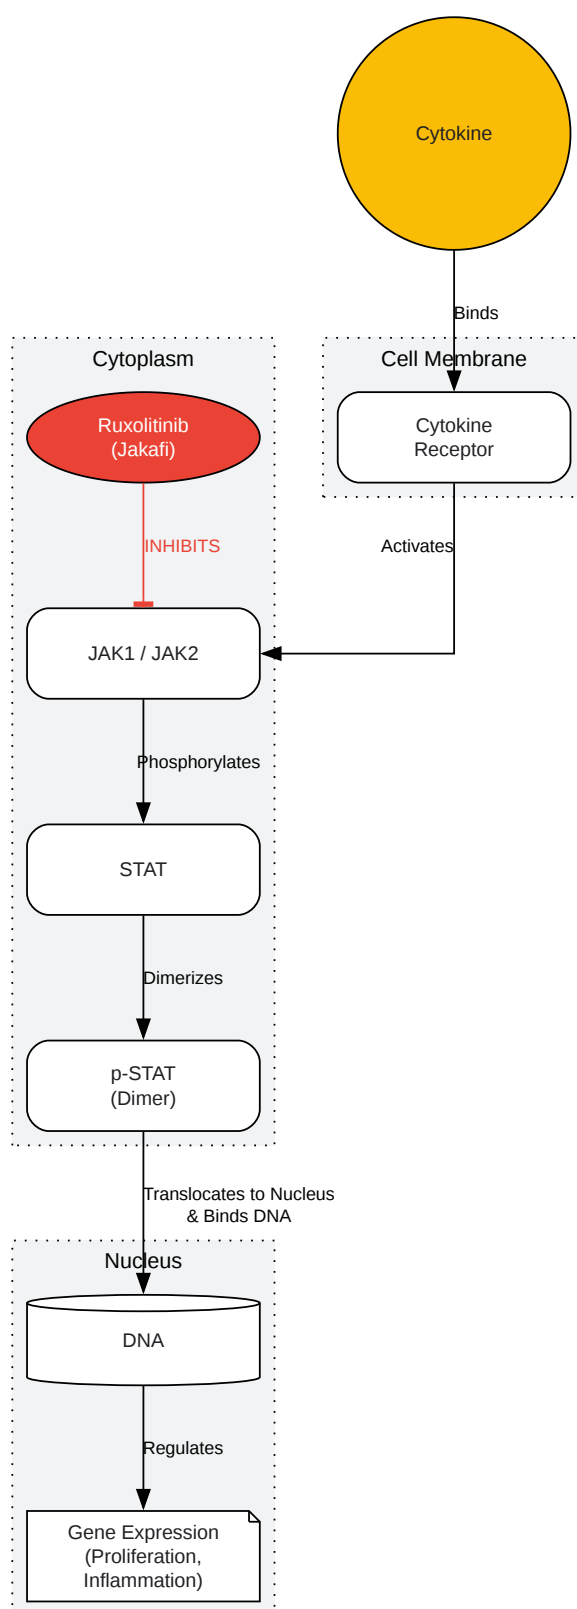 Cytokine
Binds
Cytoplasm
Cell Membrane
Ruxolitinib
(Jakafi)
Cytokine
Receptor
INHIBITS
Activates
JAK1 / JAK2
Phosphorylates
STAT
Dimerizes
p-STAT
(Dimer)
Translocates to Nucleus
& Binds DNA
Nucleus
DNA
Regulates
Gene Expression
(Proliferation,
Inflammation)